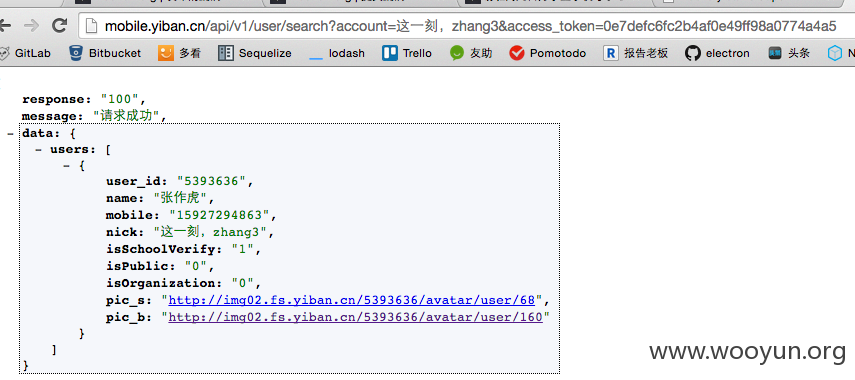 mobile.yiban.cn/api/v1/user/search?account=这一刻，zhang3&access_token=0e7defc6fc2b4af0e49ff98a0774a4a5
GitLab Bitbucket 多看 Sequelize lodash Trello 友助 Pomotodo 报告老板 electron 头条
response: "100",
message: "请求成功",
- data: {
- users: [
- {
user_id: "5393636",
name: "张作虎",
mobile: "15927294863",
nick: "这一刻，zhang3",
isSchoolVerify: "1",
isPublic: "0",
isOrganization: "0",
pic_s: "http://img02.fs.yiban.cn/5393636/avatar/user/68",
pic_b: "http://img02.fs.yiban.cn/5393636/avatar/user/160"
}
]
}
www.wooyun.org